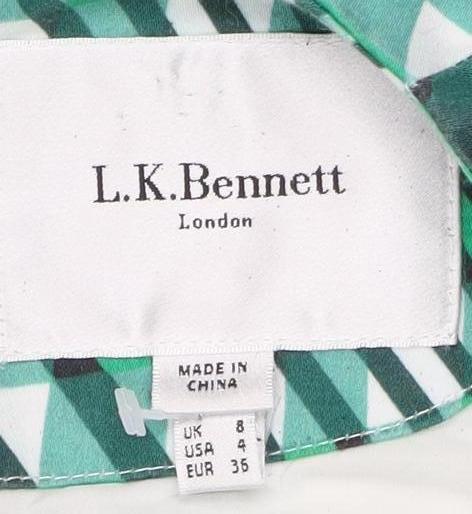 L.K.Bennett
London
MADE IN
CHINA
UK 8
USA 4
EUR 36